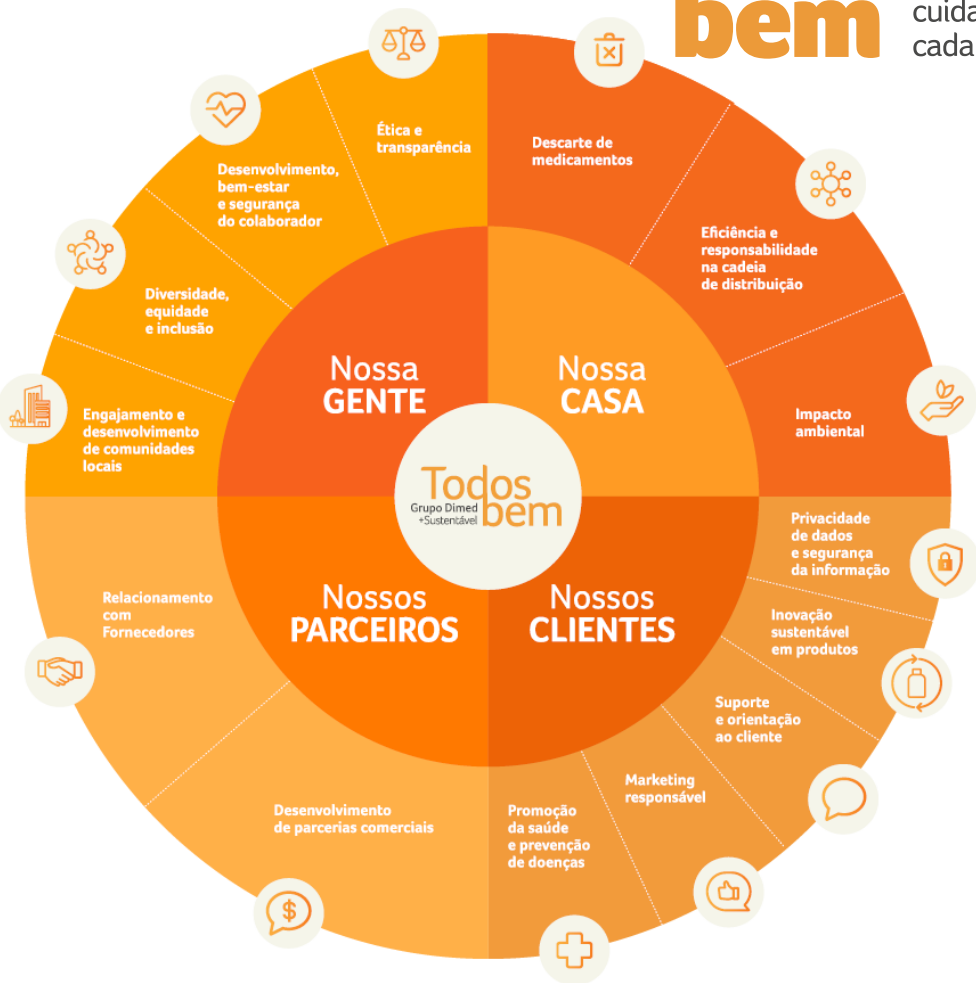 bem
cada
Ética e
transparência
Desenvolvimento,
bem-estar
e segurança
do colaborador
Diversidade,
equidade
e inclusão
Engajamento e
desenvolvimento
de comunidades
locais
Descarte de
medicamentos
Eficiência e
responsabilidade
na cadeia
de distribuição
Impacto
ambiental
Nossa
GENTE
Nossa
CASA
Todos
bem
Grupo Dimed
+Sustentável
Nossos
PARCEIROS
Nossos
CLIENTES
Privacidade
de dados
e segurança
da informação
Inovação
sustentável
em produtos
Suporte
e orientação
ao cliente
Marketing
responsável
Promoção
da saúde
e prevenção
de doenças
Relacionamento
com
Fornecedores
Desenvolvimento
de parcerias comerciais
$